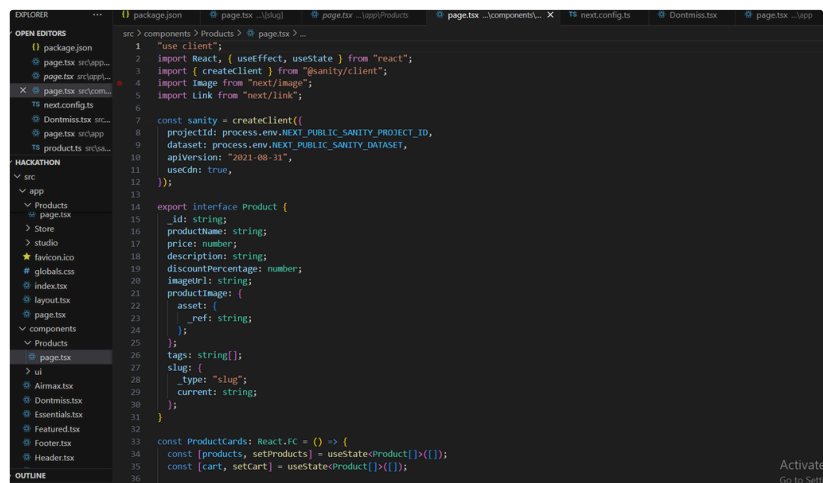 EXPLORER
···
{} package.json
page.tsx ...\[slug]
page.tsx ...\app\Products
page.tsx ...\components\... X
TS next.config.ts
Dontmiss.tsx
page.tsx ...\app
OPEN EDITORS
{} package.json
page.tsx src\app...
page.tsx src\app\...
X page.tsx src\com...
TS next.config.ts
Dontmiss.tsx src...
page.tsx src\app
TS product.ts src\sa...
HACKATHON
src
app
Products
page.tsx
Store
studio
favicon.ico
# globals.css
index.tsx
layout.tsx
page.tsx
components
Products
page.tsx
ui
Airmax.tsx
Dontmiss.tsx
Essentials.tsx
Featured.tsx
Footer.tsx
Header.tsx
OUTLINE
src > components > Products > page.tsx > ...
1 "use client";
2 import React, { useEffect, useState } from "react";
3 import { createClient } from "@sanity/client";
4 import Image from "next/image";
5 import Link from "next/link";
6
7 const sanity = createClient({
8 projectId: process.env.NEXT_PUBLIC_SANITY_PROJECT_ID,
9 dataset: process.env.NEXT_PUBLIC_SANITY_DATASET,
10 apiVersion: "2021-08-31",
11 useCdn: true,
12 });
13
14 export interface Product {
15 _id: string;
16 productName: string;
17 price: number;
18 description: string;
19 discountPercentage: number;
20 imageUrl: string;
21 productImage: {
22 asset: {
23 _ref: string;
24 };
25 };
26 tags: string[];
27 slug: {
28 _type: "slug";
29 current: string;
30 };
31 }
32
33 const ProductCards: React.FC = () => {
34 const [products, setProducts] = useState<Product[]>([]);
35 const [cart, setCart] = useState<Product[]>([]);
36
Activate
Go to Sett